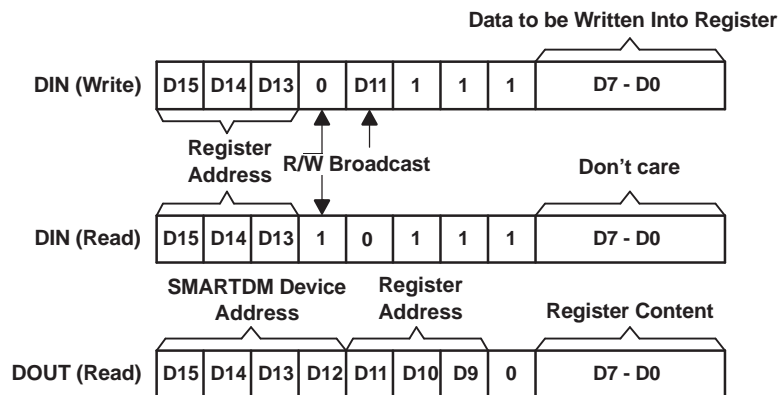 Data to be Written Into Register
DIN (Write) D15 D14 D13 0 D11 1 1 1 D7 - D0
Register Address
R/W̅ Broadcast
Don't care
DIN (Read) D15 D14 D13 1 0 1 1 1 D7 - D0
SMARTDM Device Address
Register Address
Register Content
DOUT (Read) D15 D14 D13 D12 D11 D10 D9 0 D7 - D0